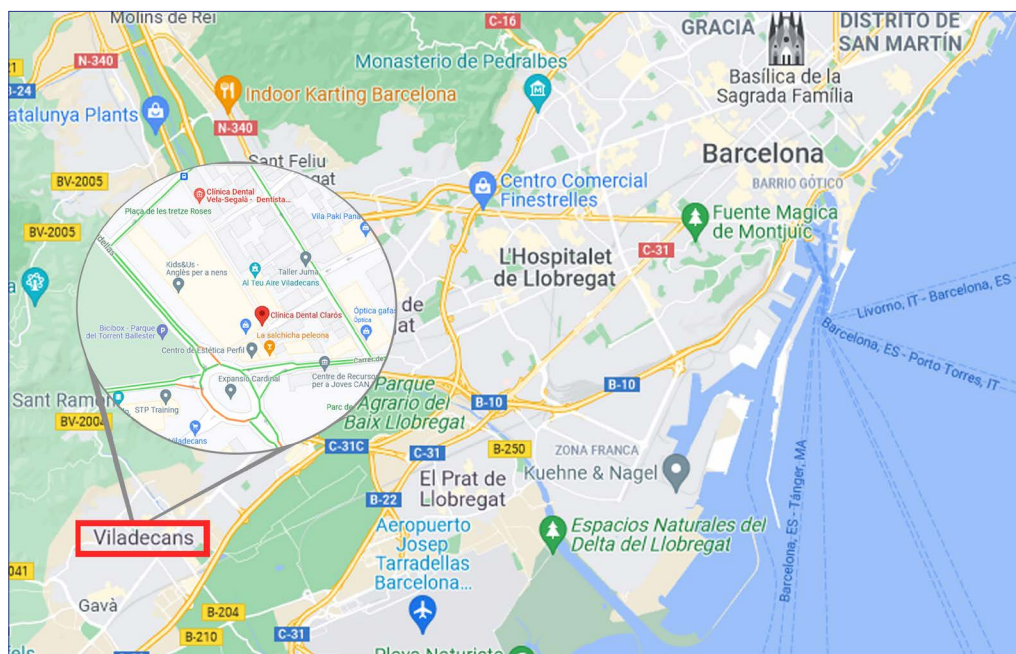 Molins de Rei
C-16
GRACIA
DISTRITO DE
SAN MARTÍN
N-340
Monasterio de Pedralbes
Basílica de la
Sagrada Família
Indoor Karting Barcelona
B-24
atalunya Plants
N-340
Barcelona
Sant Feliu
BV-2005
Centro Comercial
Finestrelles
BARRIO GÓTICO
Clínica Dental
Vela-Segalà - Dentista...
Plaça de les tretze Roses
Vila Paki Pana
Fuente Magica
de Montjuïc
BV-2005
C-31
L'Hospitalet
de Llobregat
Kids&Us -
Anglès per a nens
Taller Juma
Al Teu Aire Viladecans
Livorno, IT - Barcelona, ES
de
Clínica Dental Clarós
Óptica gafas
Óptica
Bicibox - Parque
del Torrent Ballester
La salchicha peleona
Barcelona, ES - Porto Torres, IT
Centro de Estética Perfil
Centre de Recursos
per a Joves CAN
Expansió Cardinal
B-10
Sant Ramon
STP Training
Parque
Agrario del
Baix Llobregat
B-10
BV-2004
Viladecans
C-31C
C-31
B-250
ZONA FRANCA
Kuehne & Nagel
El Prat de
Llobregat
B-22
Barcelona, ES - Tánger, MA
Viladecans
Aeropuerto
Josep
Tarradellas
Barcelona...
Espacios Naturales del
Delta del Llobregat
041
Gavà
B-204
B-210
C-31